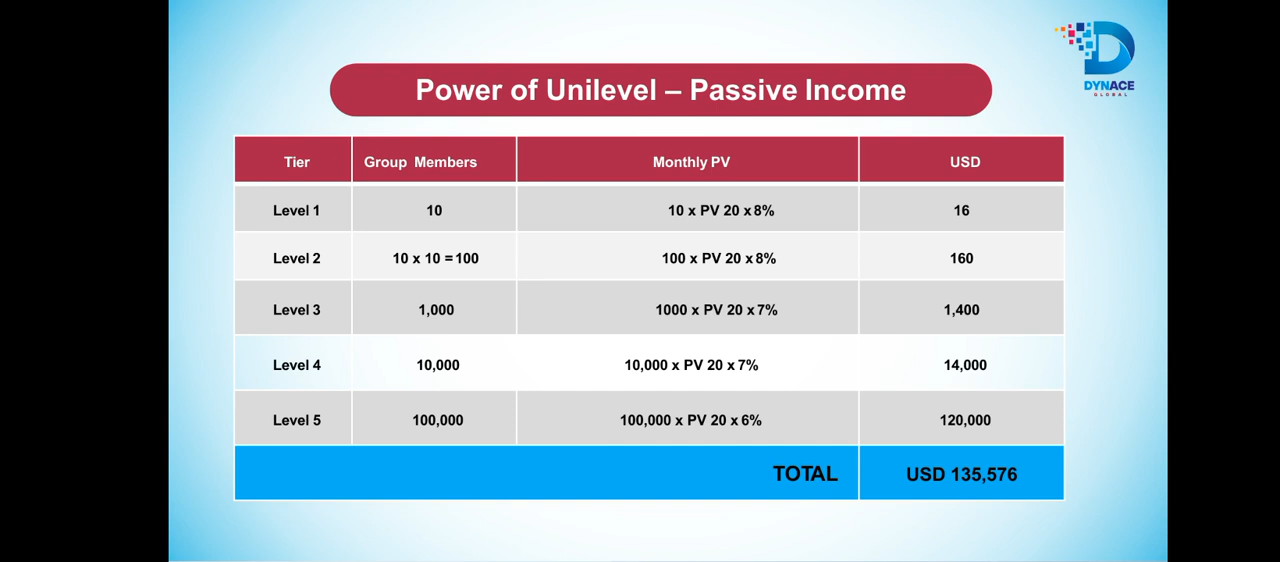 DYNACE
GLOBAL
Power of Unilevel – Passive Income
Tier Group Members Monthly PV USD
Level 1 10 10 x PV 20 x 8% 16
Level 2 10 x 10 = 100 100 x PV 20 x 8% 160
Level 3 1,000 1000 x PV 20 x 7% 1,400
Level 4 10,000 10,000 x PV 20 x 7% 14,000
Level 5 100,000 100,000 x PV 20 x 6% 120,000
TOTAL USD 135,576